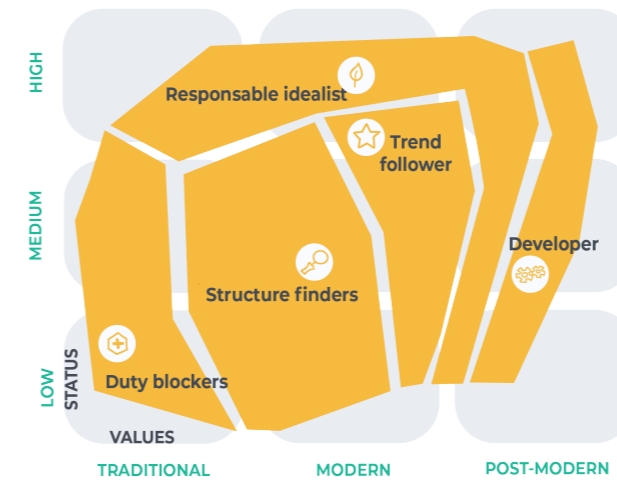 HIGH
Responsable idealist
Trend
follower
MEDIUM
Developer
Structure finders
LOW
STATUS
Duty blockers
VALUES
TRADITIONAL
MODERN
POST-MODERN